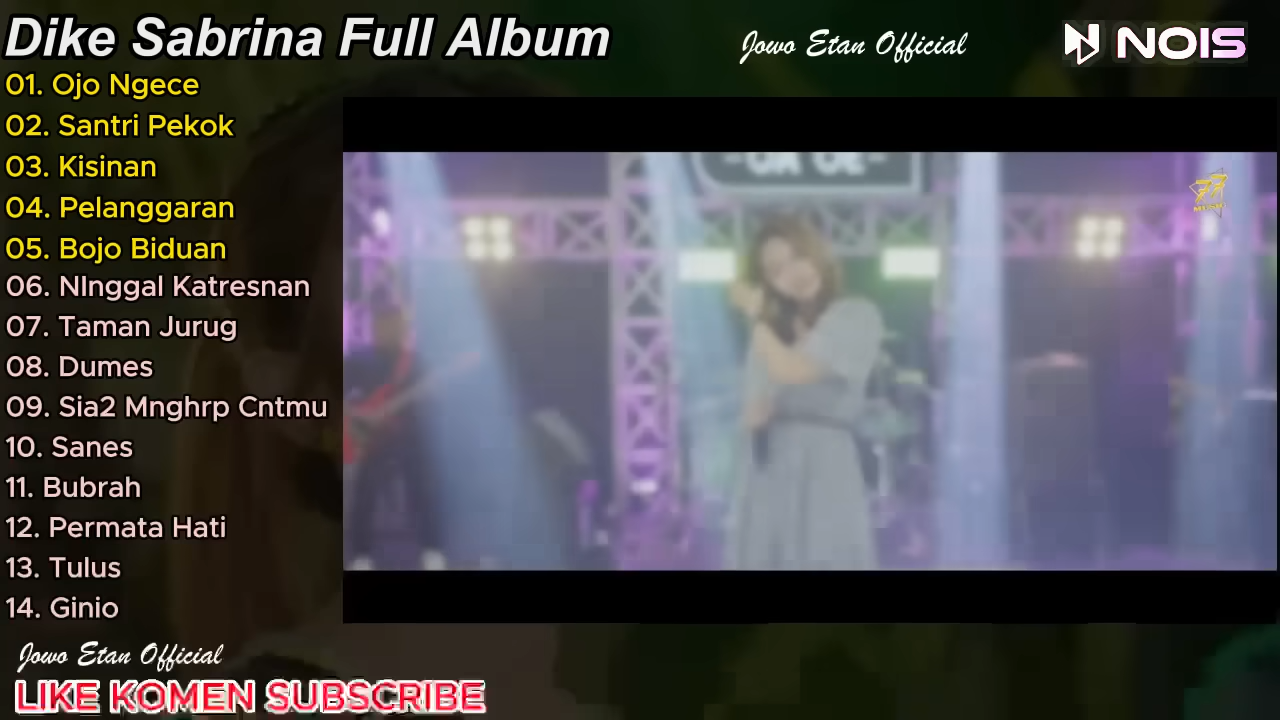 Dike Sabrina Full Album
Jowo Etan Official
NOIS
01. Ojo Ngece
02. Santri Pekok
03. Kisinan
04. Pelanggaran
05. Bojo Biduan
06. NInggal Katresnan
07. Taman Jurug
08. Dumes
09. Sia2 Mnghrp Cntmu
10. Sanes
11. Bubrah
12. Permata Hati
13. Tulus
14. Ginio
Jowo Etan Official
LIKE KOMEN SUBSCRIBE